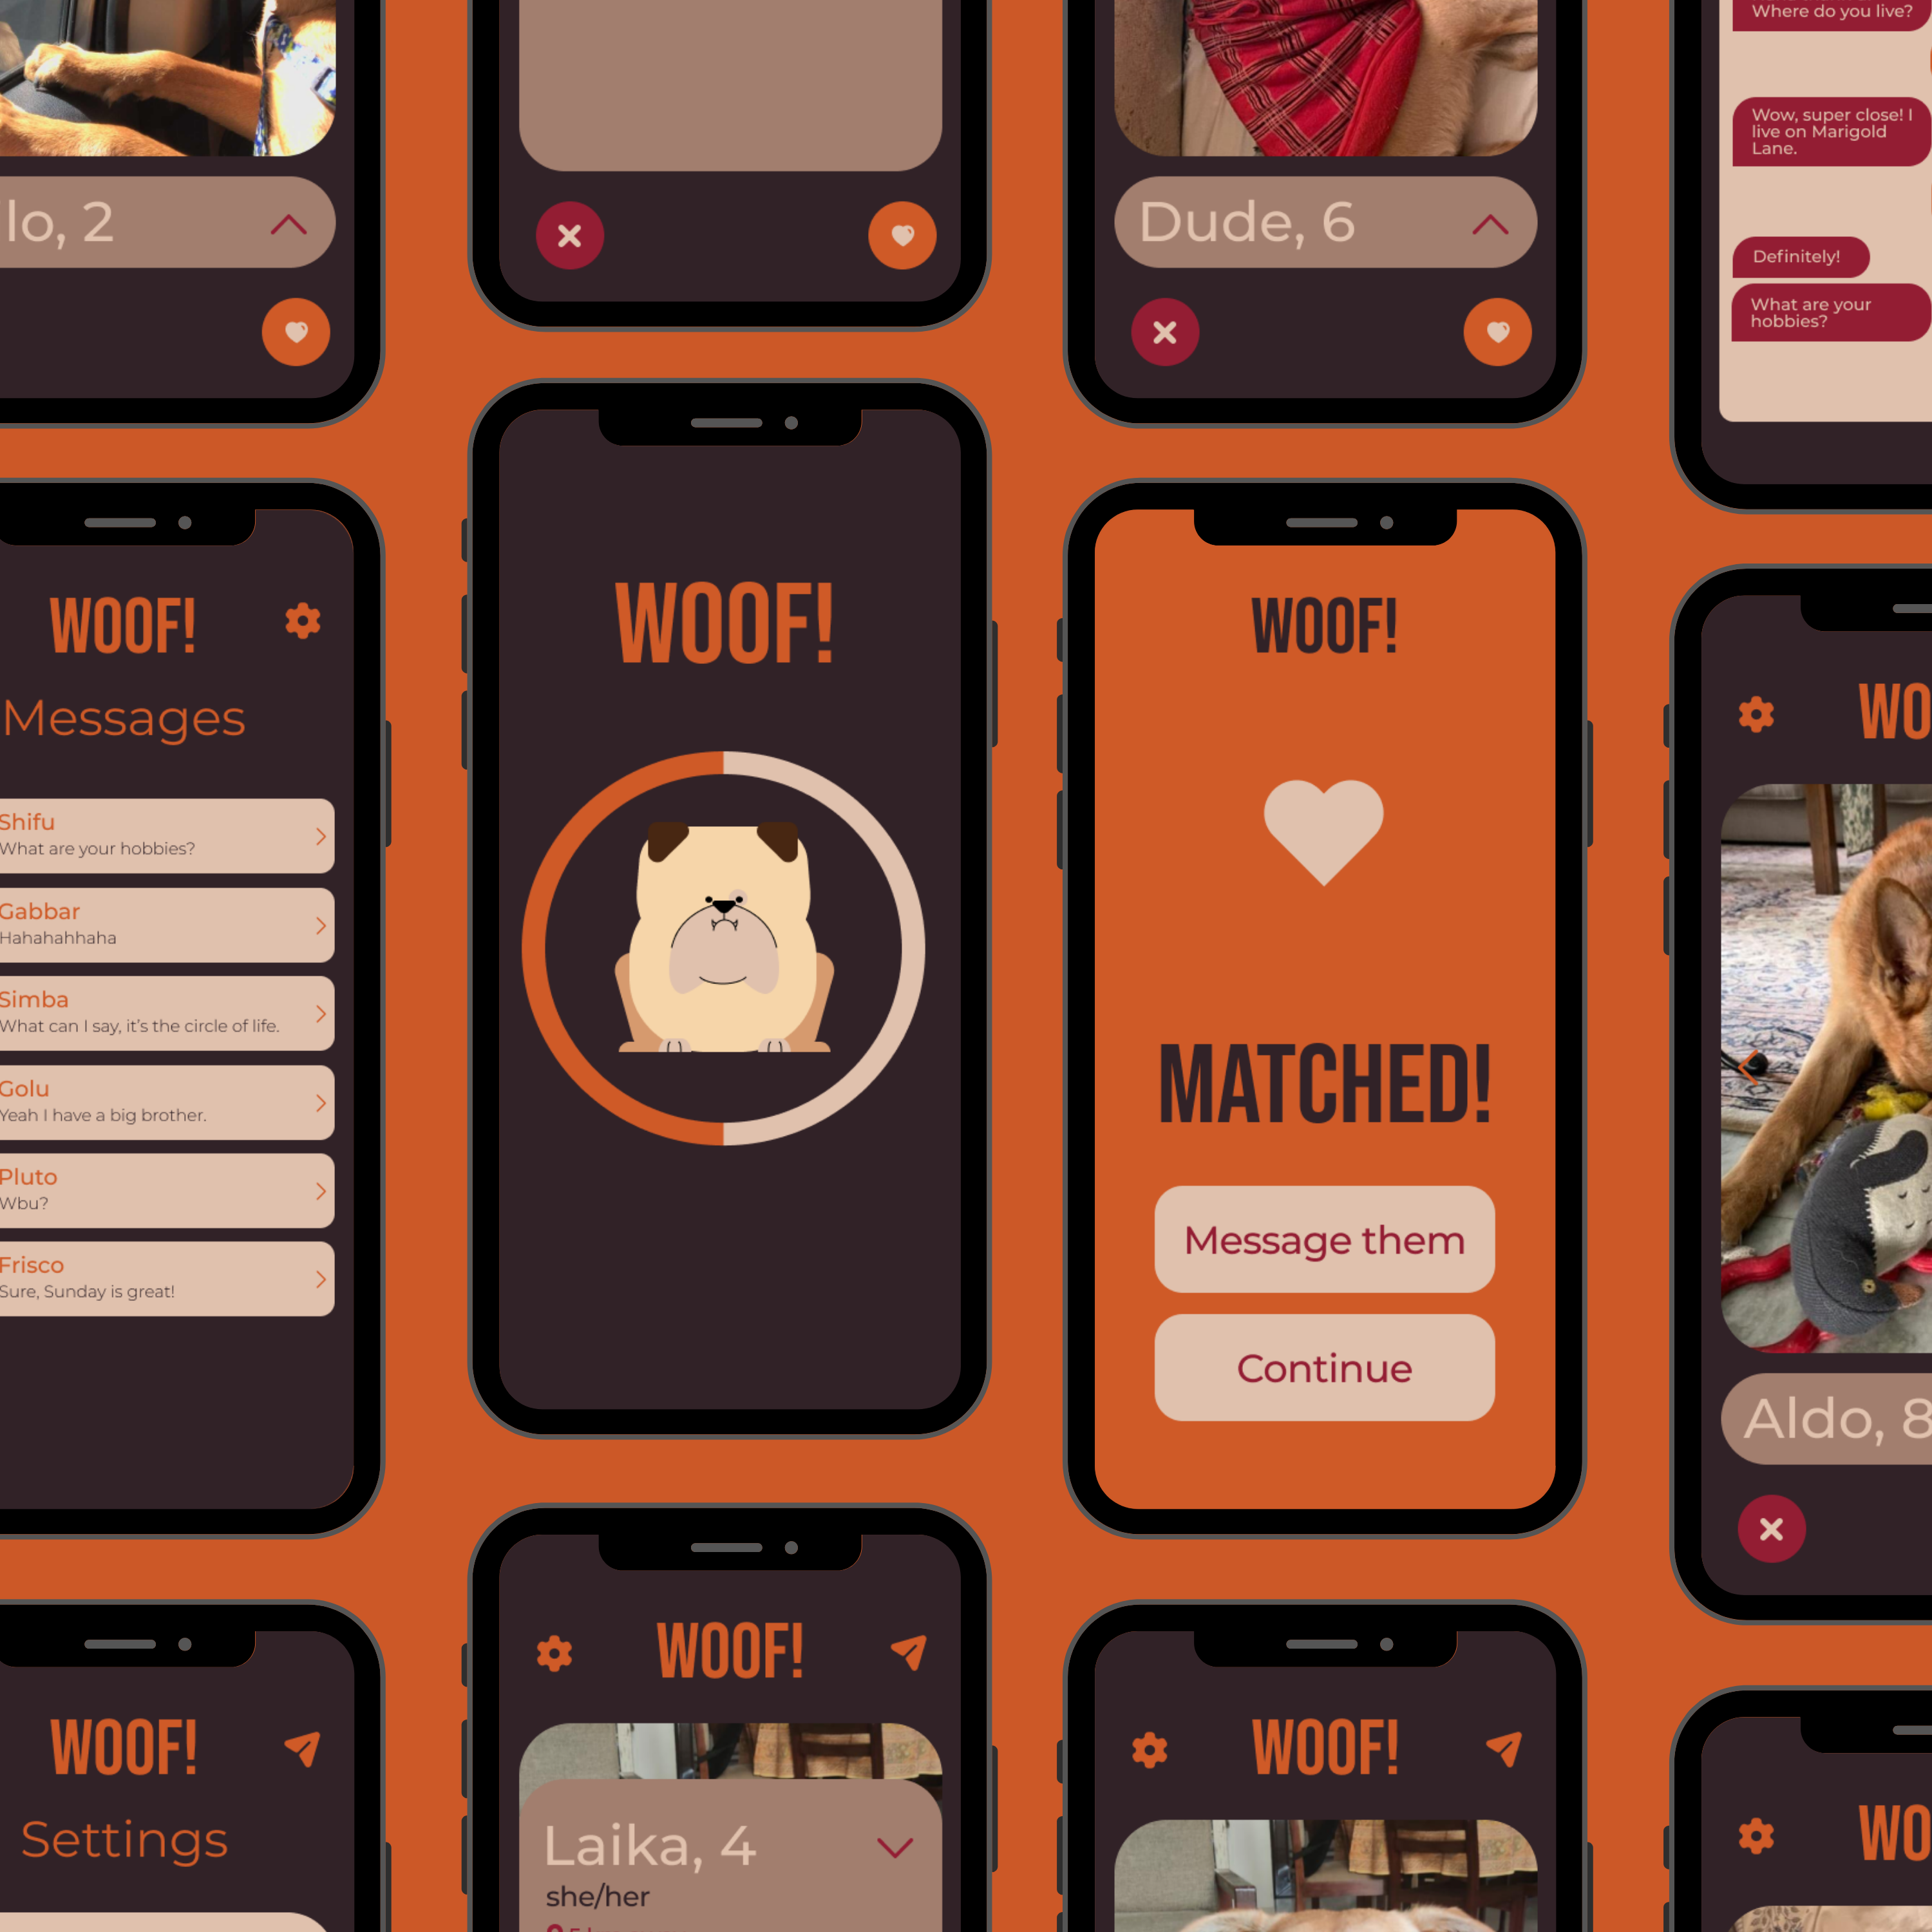 lo, 2
WOOF!
Messages
Shifu
What are your hobbies?
Gabbar
Hahahahhaha
Simba
What can I say, it's the circle of life.
Golu
Yeah I have a big brother.
Pluto
Wbu?
Frisco
Sure, Sunday is great!
WOOF!
Settings
WOOF!
WOOF!
Laika, 4
she/her
Dude, 6
WOOF!
MATCHED!
Message them
Continue
WOOF!
Where do you live?
Wow, super close! I
live on Marigold
Lane.
Definitely!
What are your
hobbies?
WO
Aldo, 8
WO